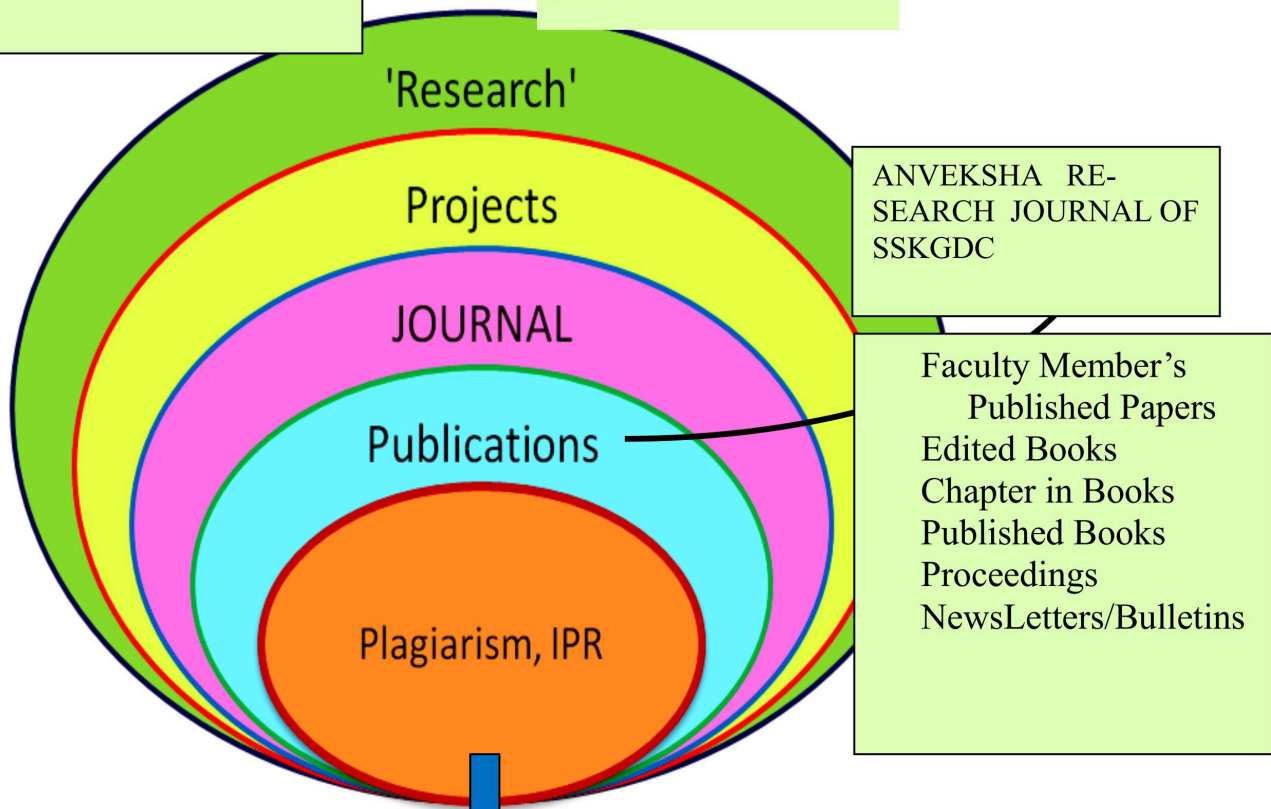 'Research'
Projects
JOURNAL
Publications
Plagiarism, IPR
ANVEKSHA RE-
SEARCH JOURNAL OF
SSKGDC
Faculty Member’s
Published Papers
Edited Books
Chapter in Books
Published Books
Proceedings
NewsLetters/Bulletins